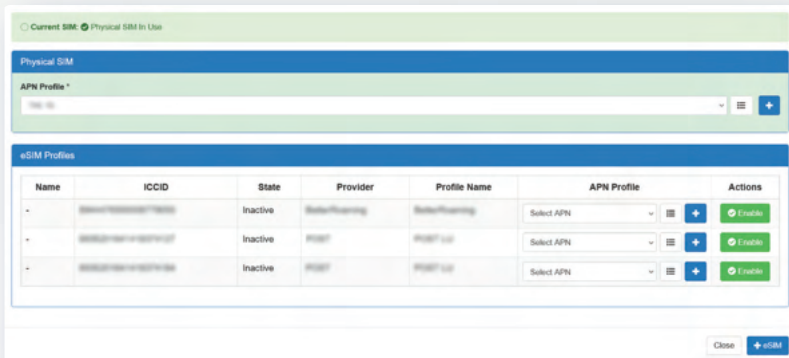 Current SIM: Physical SIM In Use
Physical SIM
APN Profile *
eSIM Profiles
Name ICCID State Provider Profile Name APN Profile Actions
- Inactive Select APN Enable
- Inactive Select APN Enable
- Inactive Select APN Enable
Close + eSIM